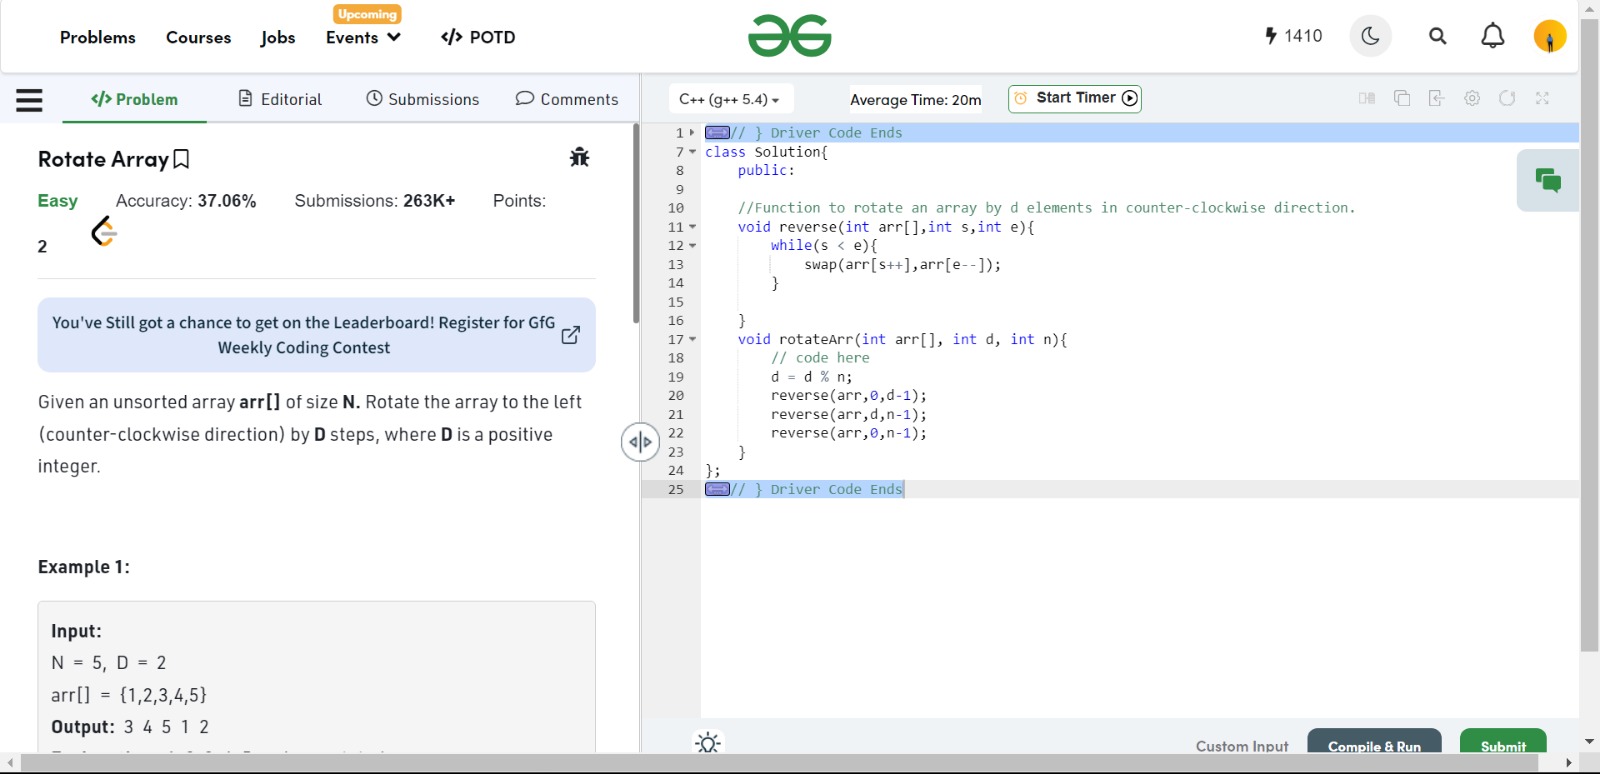 Upcoming
Problems Courses Jobs Events </> POTD
1410
</> Problem Editorial Submissions Comments
Rotate Array
Easy Accuracy: 37.06% Submissions: 263K+ Points:
2
You've Still got a chance to get on the Leaderboard! Register for GfG
Weekly Coding Contest
Given an unsorted array arr[] of size N. Rotate the array to the left
(counter-clockwise direction) by D steps, where D is a positive
integer.
Example 1:
Input:
N = 5, D = 2
arr[] = {1,2,3,4,5}
Output: 3 4 5 1 2
C++ (g++ 5.4) Average Time: 20m Start Timer
1 // } Driver Code Ends
7 class Solution{
8 public:
9
10 //Function to rotate an array by d elements in counter-clockwise direction.
11 void reverse(int arr[],int s,int e){
12 while(s < e){
13 swap(arr[s++],arr[e--]);
14 }
15
16 }
17 void rotateArr(int arr[], int d, int n){
18 // code here
19 d = d % n;
20 reverse(arr,0,d-1);
21 reverse(arr,d,n-1);
22 reverse(arr,0,n-1);
23 }
24 };
25 // } Driver Code Ends
Custom Input Compile & Run Submit